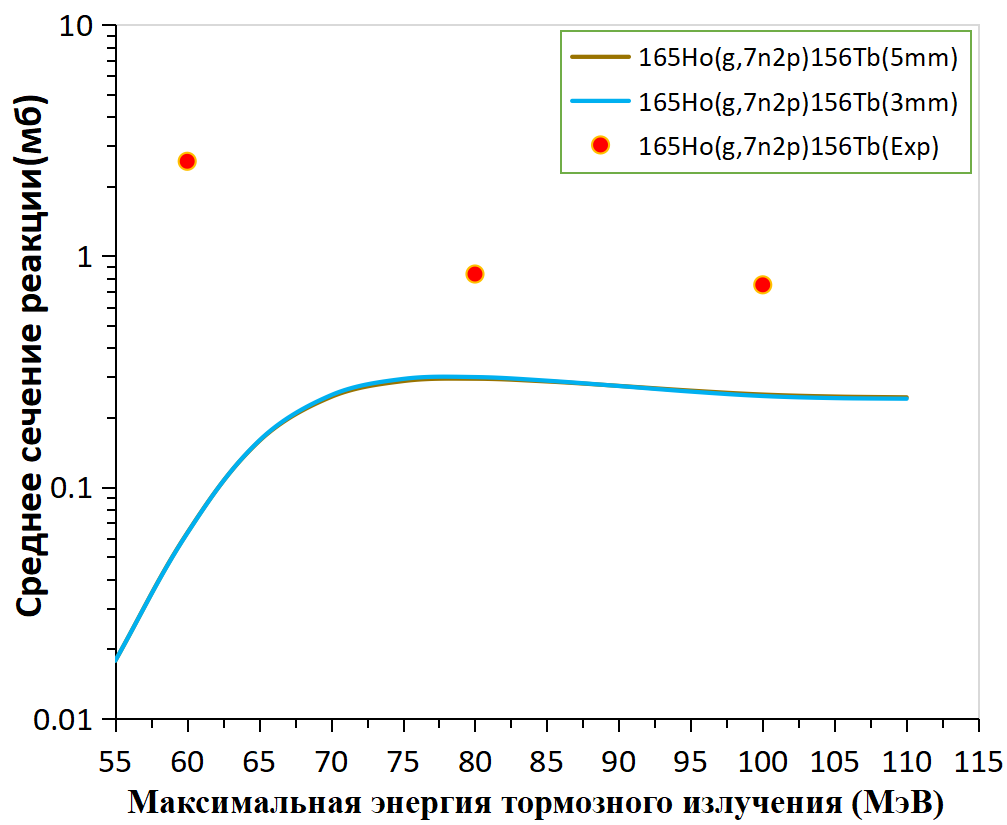 10
1
0.1
0.01
Среднее сечение реакции(мб)
165Ho(g,7n2p)156Tb(5mm)
165Ho(g,7n2p)156Tb(3mm)
165Ho(g,7n2p)156Tb(Exp)
55 60 65 70 75 80 85 90 95 100 105 110 115
Максимальная энергия тормозного излучения (МэВ)